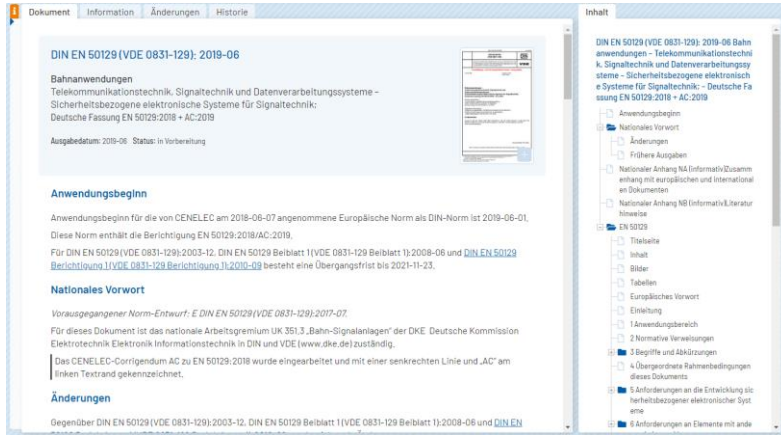 Dokument Information Änderungen Historie
DIN EN 50129 (VDE 0831-129): 2019-06
Bahnanwendungen
Telekommunikationstechnik, Signaltechnik und Datenverarbeitungssysteme –
Sicherheitsbezogene elektronische Systeme für Signaltechnik;
Deutsche Fassung EN 50129:2018 + AC:2019
Ausgabedatum: 2019-06 Status: in Vorbereitung
Anwendungsbeginn
Anwendungsbeginn für die von CENELEC am 2018-06-07 angenommene Europäische Norm als DIN-Norm ist 2019-06-01.
Diese Norm enthält die Berichtigung EN 50129:2018/AC:2019.
Für DIN EN 50129 (VDE 0831-129):2003-12, DIN EN 50129 Beiblatt 1 (VDE 0831-129 Beiblatt 1):2008-06 und DIN EN 50129
Berichtigung 1 (VDE 0831-129 Berichtigung 1):2010-09 besteht eine Übergangsfrist bis 2021-11-23.
Nationales Vorwort
Vorausgegangener Norm-Entwurf: E DIN EN 50129 (VDE 0831-129):2017-07.
Für dieses Dokument ist das nationale Arbeitsgremium UK 351.3 „Bahn-Signalanlagen" der DKE Deutsche Kommission
Elektrotechnik Elektronik Informationstechnik in DIN und VDE (www.dke.de) zuständig.
Das CENELEC-Corrigendum AC zu EN 50129:2018 wurde eingearbeitet und mit einer senkrechten Linie und „AC" am
linken Textrand gekennzeichnet.
Änderungen
Gegenüber DIN EN 50129 (VDE 0831-129):2003-12, DIN EN 50129 Beiblatt 1 (VDE 0831-129 Beiblatt 1):2008-06 und DIN EN
Inhalt
DIN EN 50129 (VDE 0831-129): 2019-06 Bahn
anwendungen – Telekommunikationstechni
k, Signaltechnik und Datenverarbeitungssy
steme – Sicherheitsbezogene elektronisch
e Systeme für Signaltechnik; – Deutsche Fa
ssung EN 50129:2018 + AC:2019
Anwendungsbeginn
Nationales Vorwort
Änderungen
Frühere Ausgaben
Nationaler Anhang NA (informativ)Zusamm
enhang mit europäischen und international
en Dokumenten
Nationaler Anhang NB (informativ)Literatur
hinweise
EN 50129
Titelseite
Inhalt
Bilder
Tabellen
Europäisches Vorwort
Einleitung
1 Anwendungsbereich
2 Normative Verweisungen
3 Begriffe und Abkürzungen
4 Übergeordnete Rahmenbedingungen
dieses Dokuments
5 Anforderungen an die Entwicklung sic
herheitsbezogener elektronischer Syst
eme
6 Anforderungen an Elemente mit ande